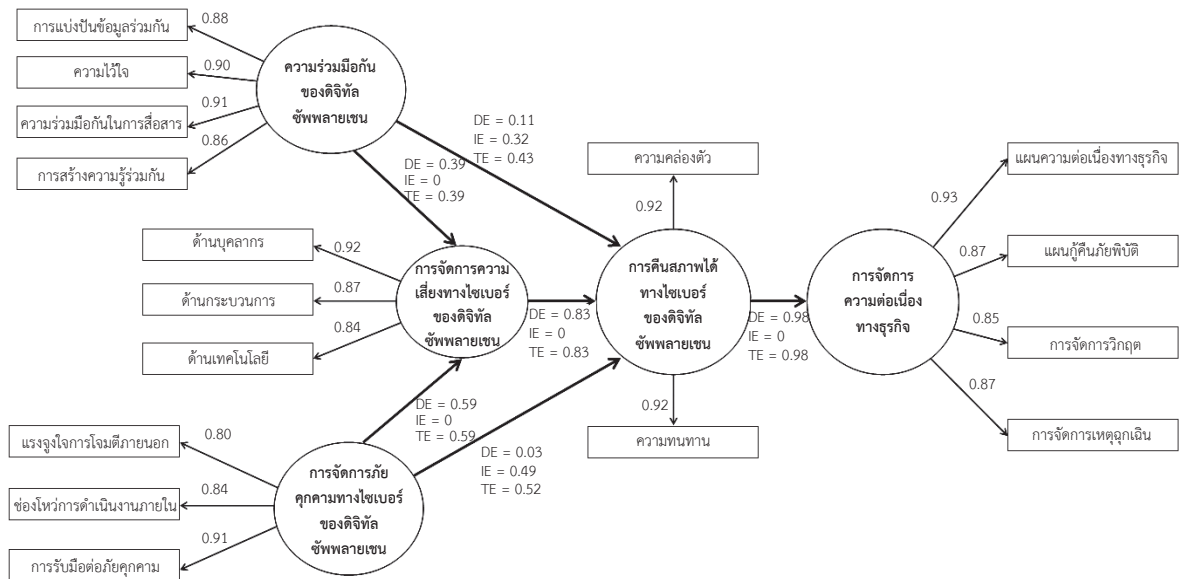 การแบ่งปันข้อมูลร่วมกัน
0.88
ความไว้ใจ
0.90
ความร่วมมือกันในการสื่อสาร
0.91
การสร้างความรู้ร่วมกัน
0.86
ความร่วมมือกัน
ของดิจิทัล
ซัพพลายเชน
DE = 0.11
IE = 0.32
TE = 0.43
DE = 0.39
IE = 0
TE = 0.39
ด้านบุคลากร
0.92
ด้านกระบวนการ
0.87
ด้านเทคโนโลยี
0.84
การจัดการความ
เสี่ยงทางไซเบอร์
ของดิจิทัล
ซัพพลายเชน
DE = 0.83
IE = 0
TE = 0.83
ความคล่องตัว
0.92
การคืนสภาพได้
ทางไซเบอร์
ของดิจิทัล
ซัพพลายเชน
0.92
ความทนทาน
DE = 0.98
IE = 0
TE = 0.98
การจัดการ
ความต่อเนื่อง
ทางธุรกิจ
0.93
แผนความต่อเนื่องทางธุรกิจ
0.87
แผนกู้คืนภัยพิบัติ
0.85
การจัดการวิกฤต
0.87
การจัดการเหตุฉุกเฉิน
DE = 0.59
IE = 0
TE = 0.59
DE = 0.03
IE = 0.49
TE = 0.52
แรงจูงใจการโจมตีภายนอก
0.80
ช่องโหว่การดำเนินงานภายใน
0.84
การรับมือต่อภัยคุกคาม
0.91
การจัดการภัย
คุกคามทางไซเบอร์
ของดิจิทัล
ซัพพลายเชน